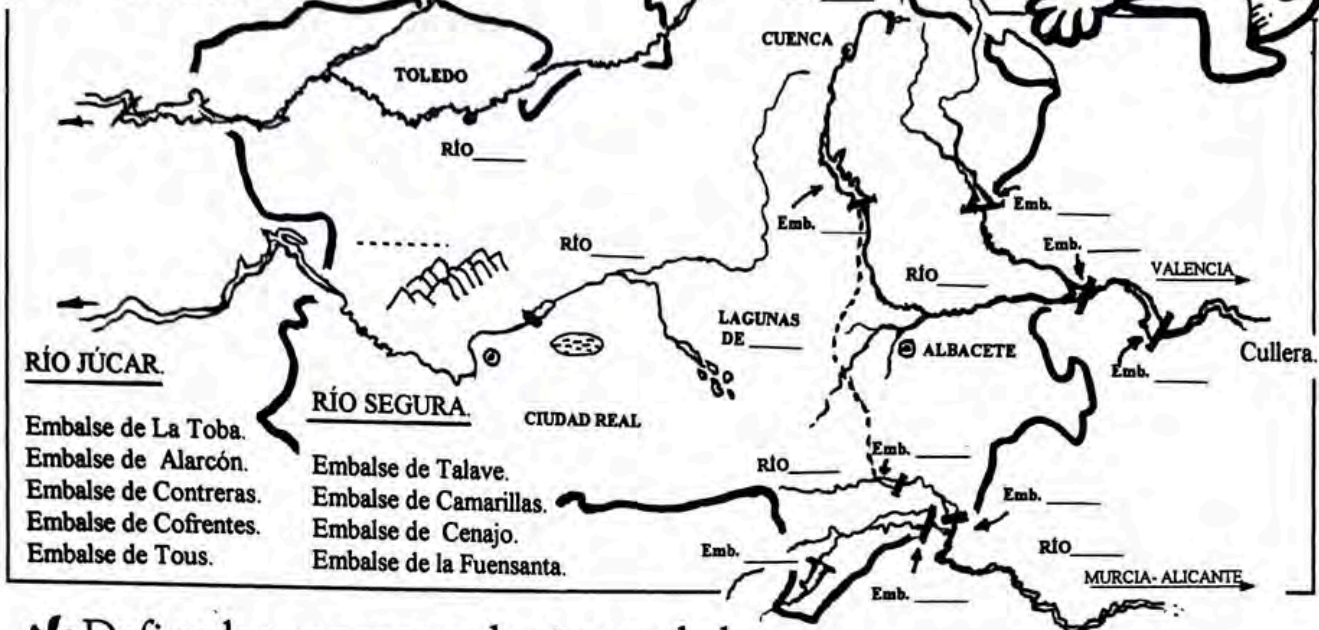 CUENCA
TOLEDO
RÍO____
Emb. ____
Emb. ____
Emb. ____
RÍO____
RÍO____
VALENCIA
LAGUNAS
DE ____
ALBACETE
Cullera.
Emb. ____
RÍO JÚCAR.
Embalse de La Toba.
Embalse de Alarcón.
Embalse de Contreras.
Embalse de Cofrentes.
Embalse de Tous.
RÍO SEGURA.
Embalse de Talave.
Embalse de Camarillas.
Embalse de Cenajo.
Embalse de la Fuensanta.
CIUDAD REAL
Emb. ____
RÍO____
Emb. ____
Emb. ____
RÍO____
Emb. ____
MURCIA- ALICANTE